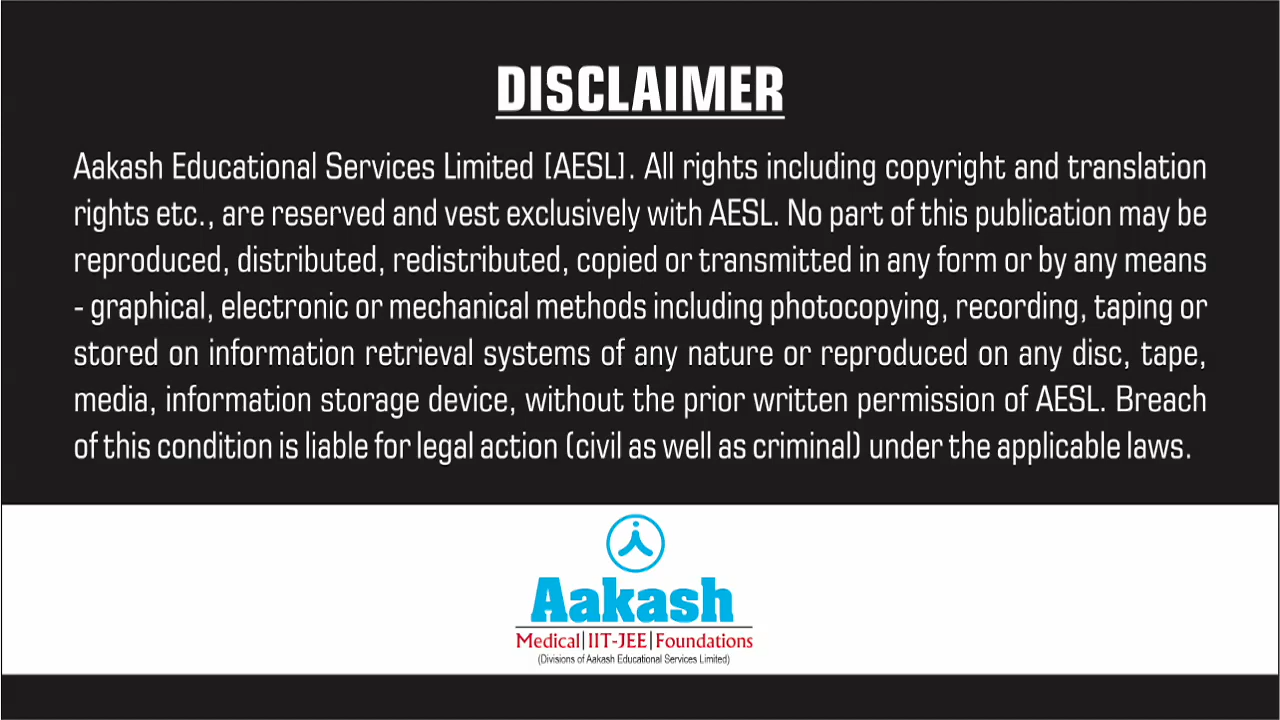 DISCLAIMER
Aakash Educational Services Limited [AESL]. All rights including copyright and translation
rights etc., are reserved and vest exclusively with AESL. No part of this publication may be
reproduced, distributed, redistributed, copied or transmitted in any form or by any means
- graphical, electronic or mechanical methods including photocopying, recording, taping or
stored on information retrieval systems of any nature or reproduced on any disc, tape,
media, information storage device, without the prior written permission of AESL. Breach
of this condition is liable for legal action (civil as well as criminal) under the applicable laws.
Aakash
Medical|IIT-JEE|Foundations
(Divisions of Aakash Educational Services Limited)